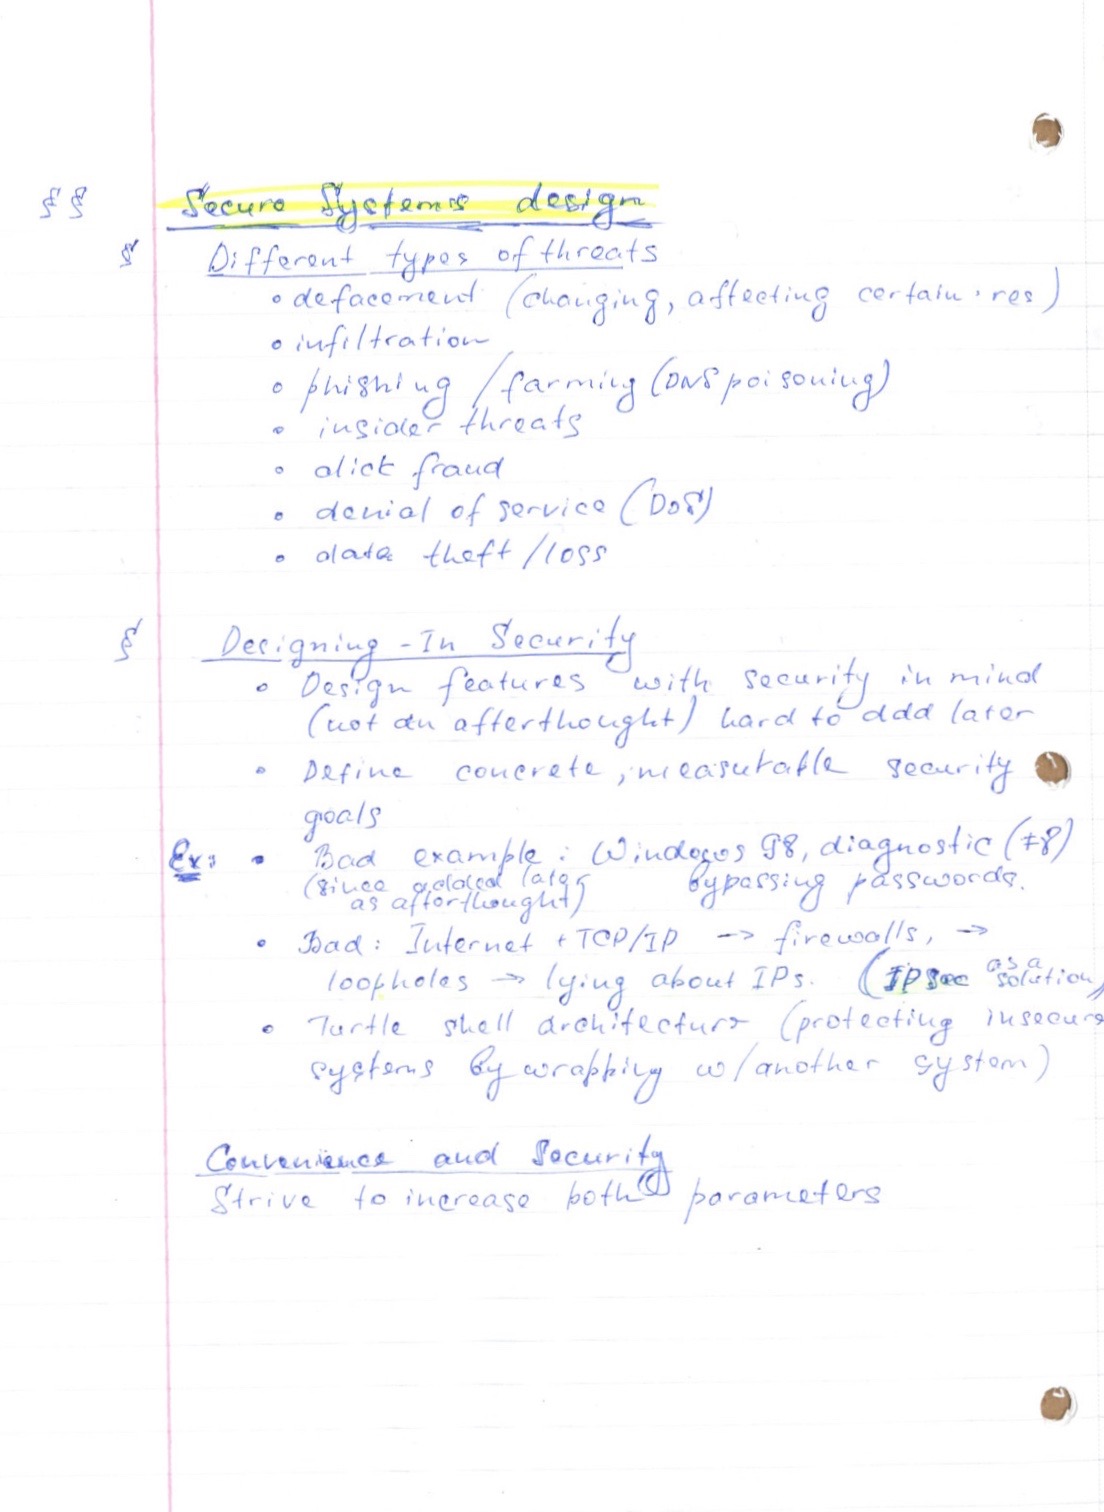 §§ Secure Systems design
§ Different types of threats
• defacement (changing, affecting certain · res)
• infiltration
• phishing / farming (DNS poisoning)
• insider threats
• click fraud
• denial of service (DoS)
• data theft / loss
§ Designing - In Security
• Design features with security in mind
(not an afterthought) hard to add later
• Define concrete, measurable security
goals
Ex: • Bad example: Windows 98, diagnostic (F8)
(since added later bypassing passwords.
as afterthought)
• Bad: Internet + TCP/IP → firewalls, →
loopholes → lying about IPs. (IPSec as a solution)
• Turtle shell architecture (protecting insecure
systems by wrapping w/another system)
Convenience and Security
Strive to increase both parameters